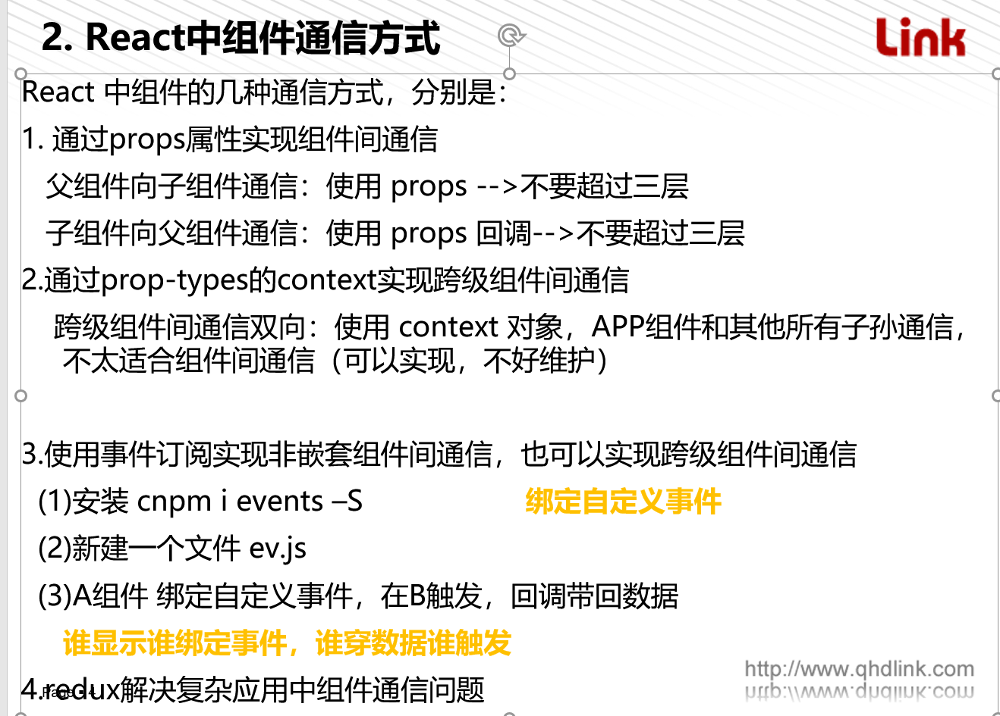 2. React中组件通信方式
Link
React 中组件的几种通信方式，分别是：
1. 通过props属性实现组件间通信
父组件向子组件通信：使用 props -->不要超过三层
子组件向父组件通信：使用 props 回调-->不要超过三层
2.通过prop-types的context实现跨级组件间通信
跨级组件间通信双向：使用 context 对象，APP组件和其他所有子孙通信，
不太适合组件间通信（可以实现，不好维护）
3.使用事件订阅实现非嵌套组件间通信，也可以实现跨级组件间通信
(1)安装 cnpm i events –S
绑定自定义事件
(2)新建一个文件 ev.js
(3)A组件 绑定自定义事件，在B触发，回调带回数据
谁显示谁绑定事件，谁穿数据谁触发
http://www.qhdlink.com
4.redux解决复杂应用中组件通信问题